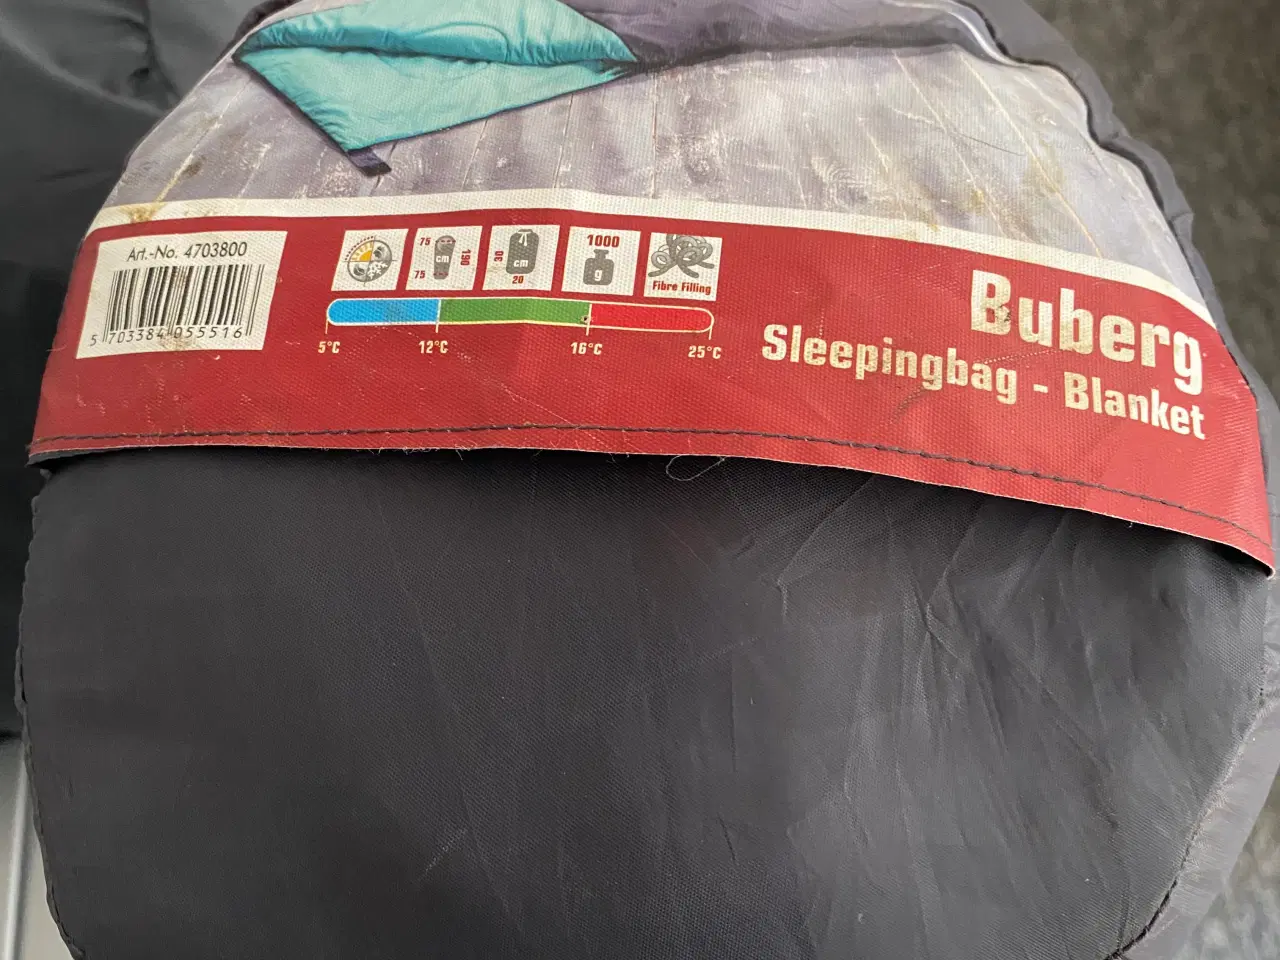 Art.-No. 4703800
5 703384 055516
75
cm
190
75
30
cm
20
1000
g
Fibre Filling
5°C 12°C 16°C 25°C
Buberg
Sleepingbag - Blanket